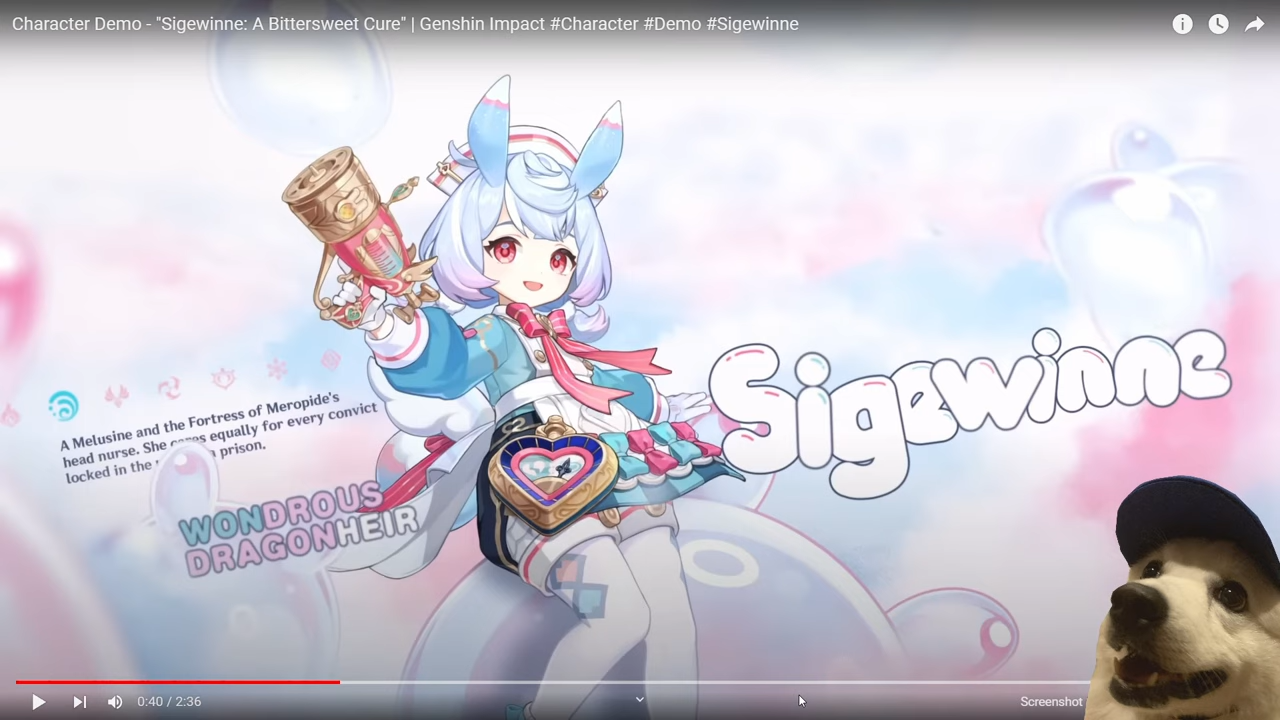 Character Demo - "Sigewinne: A Bittersweet Cure" | Genshin Impact #Character #Demo #Sigewinne
A Melusine and the Fortress of Meropide's
head nurse. She cares equally for every convict
locked in the prison.
WONDROUS
DRAGONHEIR
Sigewinne
0:40 / 2:36
Screenshot